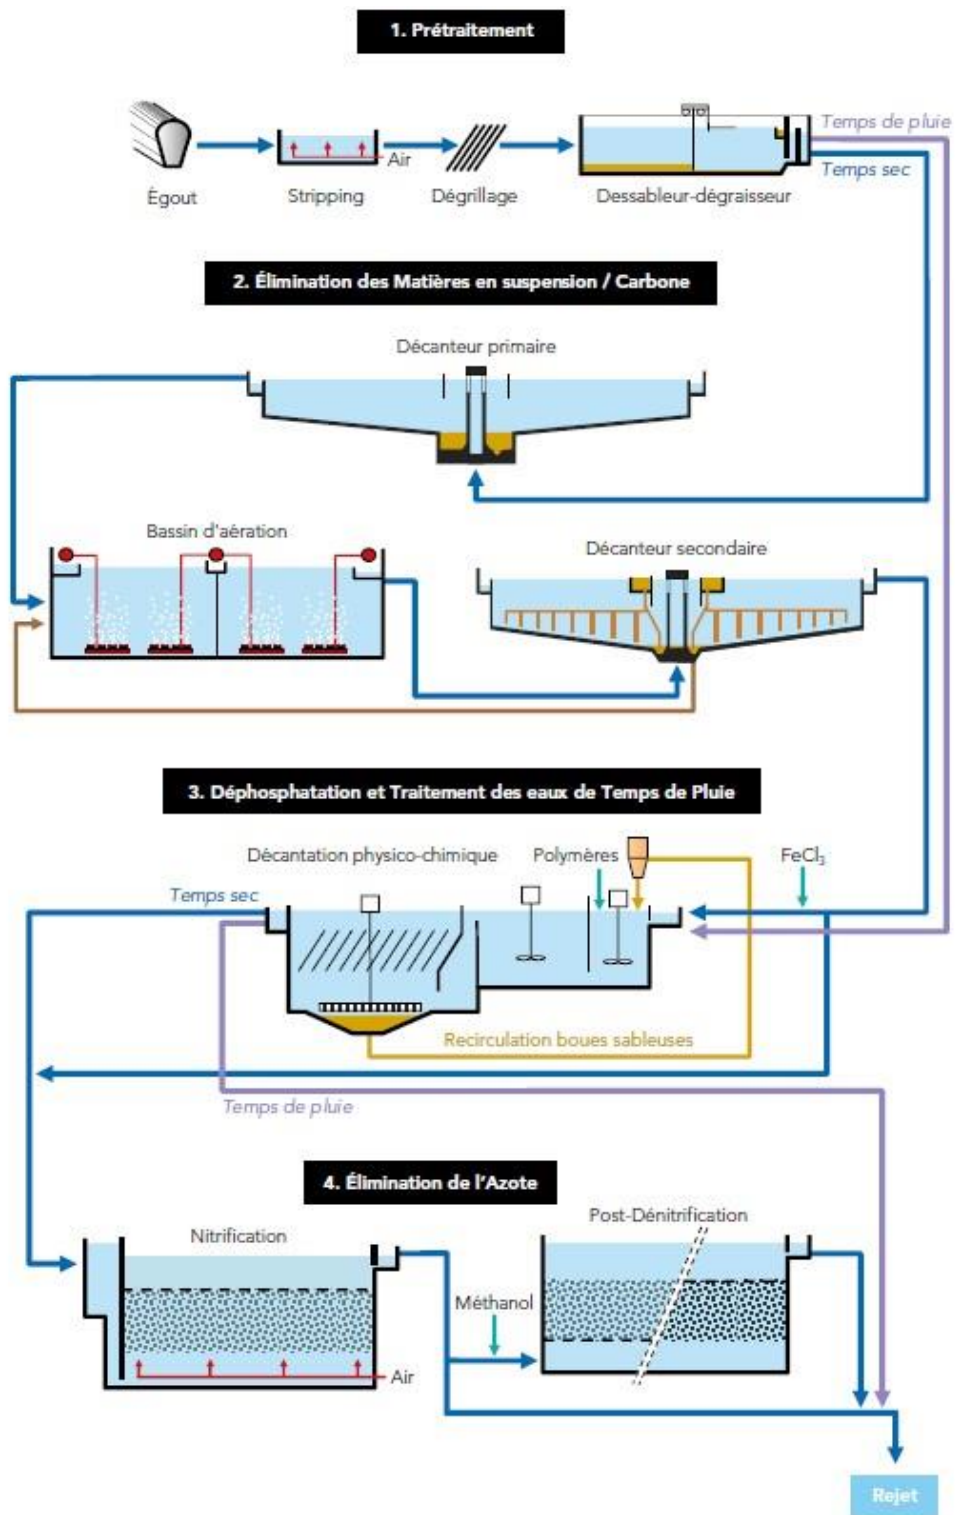 1. Prétraitement
Temps de pluie
Air
Temps sec
Égout
Stripping
Dégrillage
Dessableur-dégraisseur
2. Élimination des Matières en suspension / Carbone
Décanteur primaire
Bassin d'aération
Décanteur secondaire
3. Déphosphatation et Traitement des eaux de Temps de Pluie
Décantation physico-chimique
Polymères
FeCl₃
Temps sec
Recirculation boues sableuses
Temps de pluie
4. Élimination de l'Azote
Post-Dénitrification
Nitrification
Méthanol
Air
Rejet